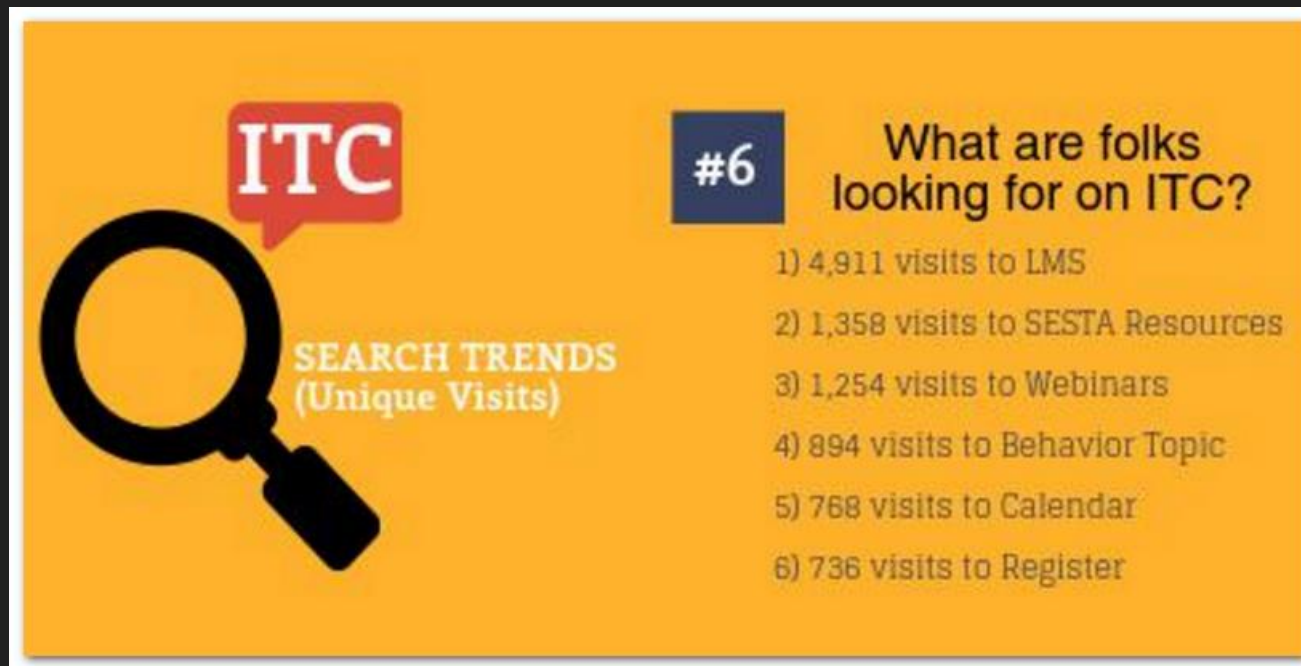 ITC
SEARCH TRENDS
(Unique Visits)
#6
What are folks
looking for on ITC?
1) 4,911 visits to LMS
2) 1,358 visits to SESTA Resources
3) 1,254 visits to Webinars
4) 894 visits to Behavior Topic
5) 768 visits to Calendar
6) 736 visits to Register